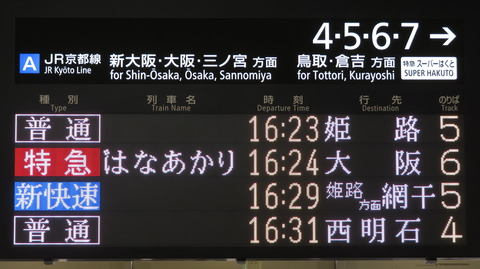 4・5・6・7→
A JR京都線 新大阪・大阪・三ノ宮 方面 鳥取・倉吉 方面 特急 スーパーはくと
JR Kyōto Line for Shin-Ōsaka, Ōsaka, Sannomiya for Tottori, Kurayoshi SUPER HAKUTO
種別 列車名 時刻 行先 のりば
Type Train Name Departure Time Destination Track
普通 16:23 姫路 5
特急 はなあかり 16:24 大阪 6
新快速 16:29 姫路方面網干 5
普通 16:31 西明石 4